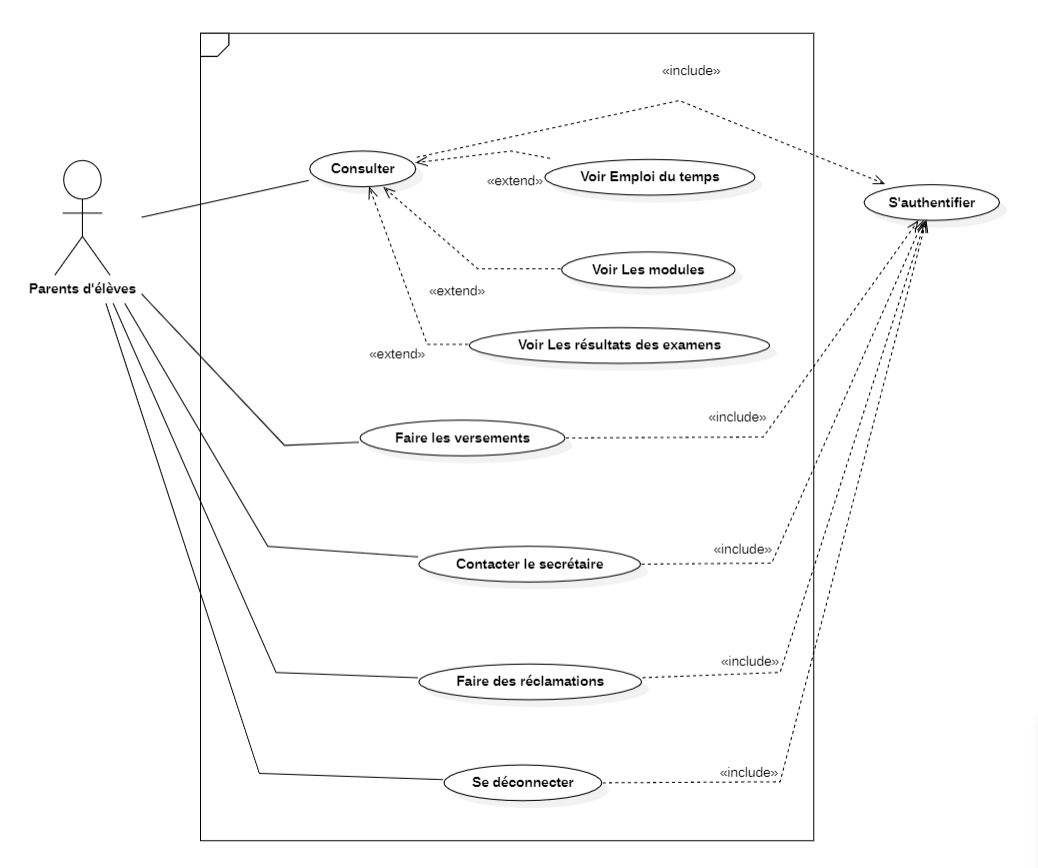 «include»
Consulter
«extend»
Voir Emploi du temps
S'authentifier
Voir Les modules
«extend»
Parents d'élèves
Voir Les résultats des examens
«extend»
«include»
Faire les versements
«include»
Contacter le secrétaire
«include»
Faire des réclamations
«include»
Se déconnecter